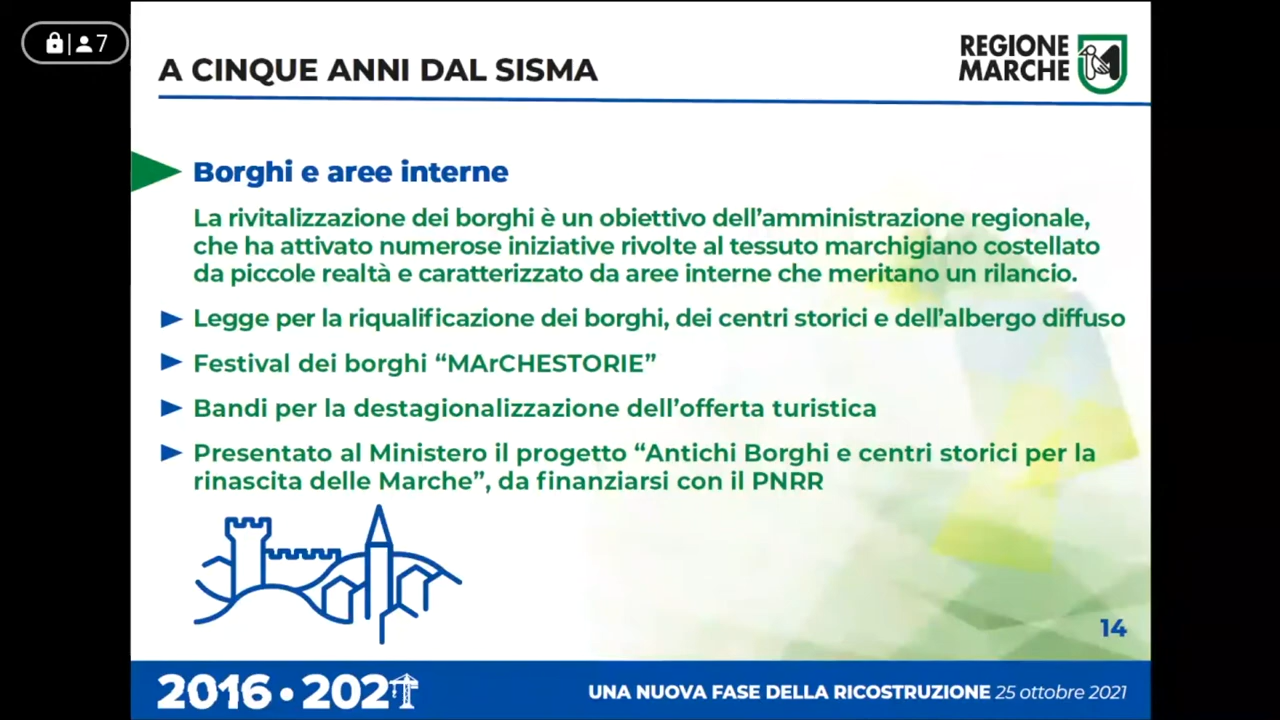 7
A CINQUE ANNI DAL SISMA
REGIONE
MARCHE
Borghi e aree interne
La rivitalizzazione dei borghi è un obiettivo dell’amministrazione regionale,
che ha attivato numerose iniziative rivolte al tessuto marchigiano costellato
da piccole realtà e caratterizzato da aree interne che meritano un rilancio.
Legge per la riqualificazione dei borghi, dei centri storici e dell’albergo diffuso
Festival dei borghi “MArCHESTORIE”
Bandi per la destagionalizzazione dell’offerta turistica
Presentato al Ministero il progetto “Antichi Borghi e centri storici per la
rinascita delle Marche”, da finanziarsi con il PNRR
14
2016 • 2021
UNA NUOVA FASE DELLA RICOSTRUZIONE 25 ottobre 2021